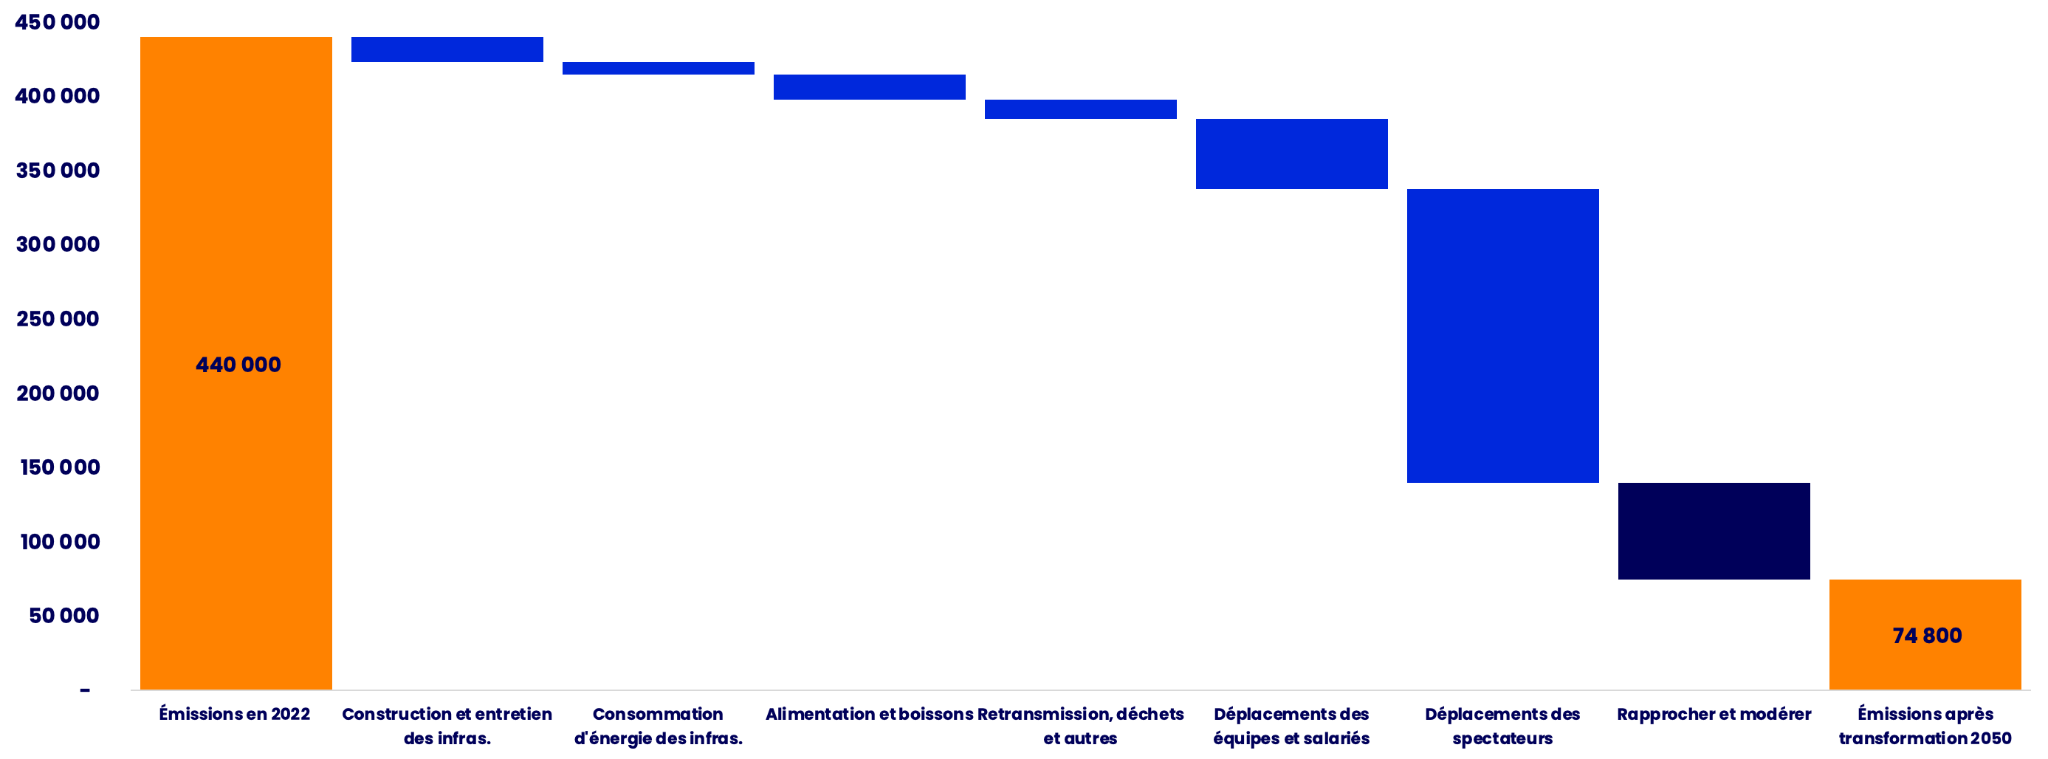 450 000
400 000
350 000
300 000
250 000
200 000
150 000
100 000
50 000
-
440 000
74 800
Émissions en 2022
Construction et entretien
des infras.
Consommation
d'énergie des infras.
Alimentation et boissons
Retransmission, déchets
et autres
Déplacements des
équipes et salariés
Déplacements des
spectateurs
Rapprocher et modérer
Émissions après
transformation 2050